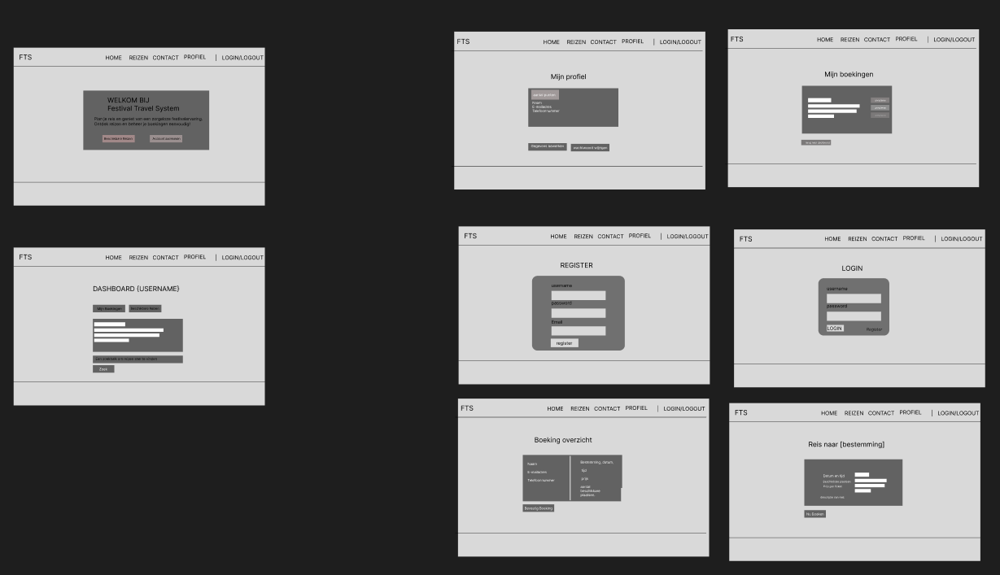 FTS
HOME REIZEN CONTACT PROFIEL | LOGIN/LOGOUT
WELKOM BIJ
Festival Travel System
Plan je reis en geniet van een zorgeloze festivalervaring.
Ontdek reizen en beheer je boekingen eenvoudig!
Beschikbare Reizen
Account aanmaken
FTS
HOME REIZEN CONTACT PROFIEL | LOGIN/LOGOUT
Mijn profiel
aantal punten
Naam
E-mailadres
Telefoonnummer
Gegevens bewerken
wachtwoord wijzigen
FTS
HOME REIZEN CONTACT PROFIEL | LOGIN/LOGOUT
Mijn boekingen
FTS
HOME REIZEN CONTACT PROFIEL | LOGIN/LOGOUT
DASHBOARD {USERNAME}
Mijn Boekingen
Zoek
FTS
HOME REIZEN CONTACT PROFIEL | LOGIN/LOGOUT
REGISTER
username
password
Email
register
FTS
HOME REIZEN CONTACT PROFIEL | LOGIN/LOGOUT
LOGIN
username
password
LOGIN
Register
FTS
HOME REIZEN CONTACT PROFIEL | LOGIN/LOGOUT
Boeking overzicht
Naam
E-mailadres
Telefoonnummer
Bestemming, datum,
tijd
prijs
aantal
beschikbare
plaatsen
Bevestig Boeking
FTS
HOME REIZEN CONTACT PROFIEL | LOGIN/LOGOUT
Reis naar [bestemming]
Datum en tijd
beschikbare plaatsen
Prijs per ticket
Nu Boeken